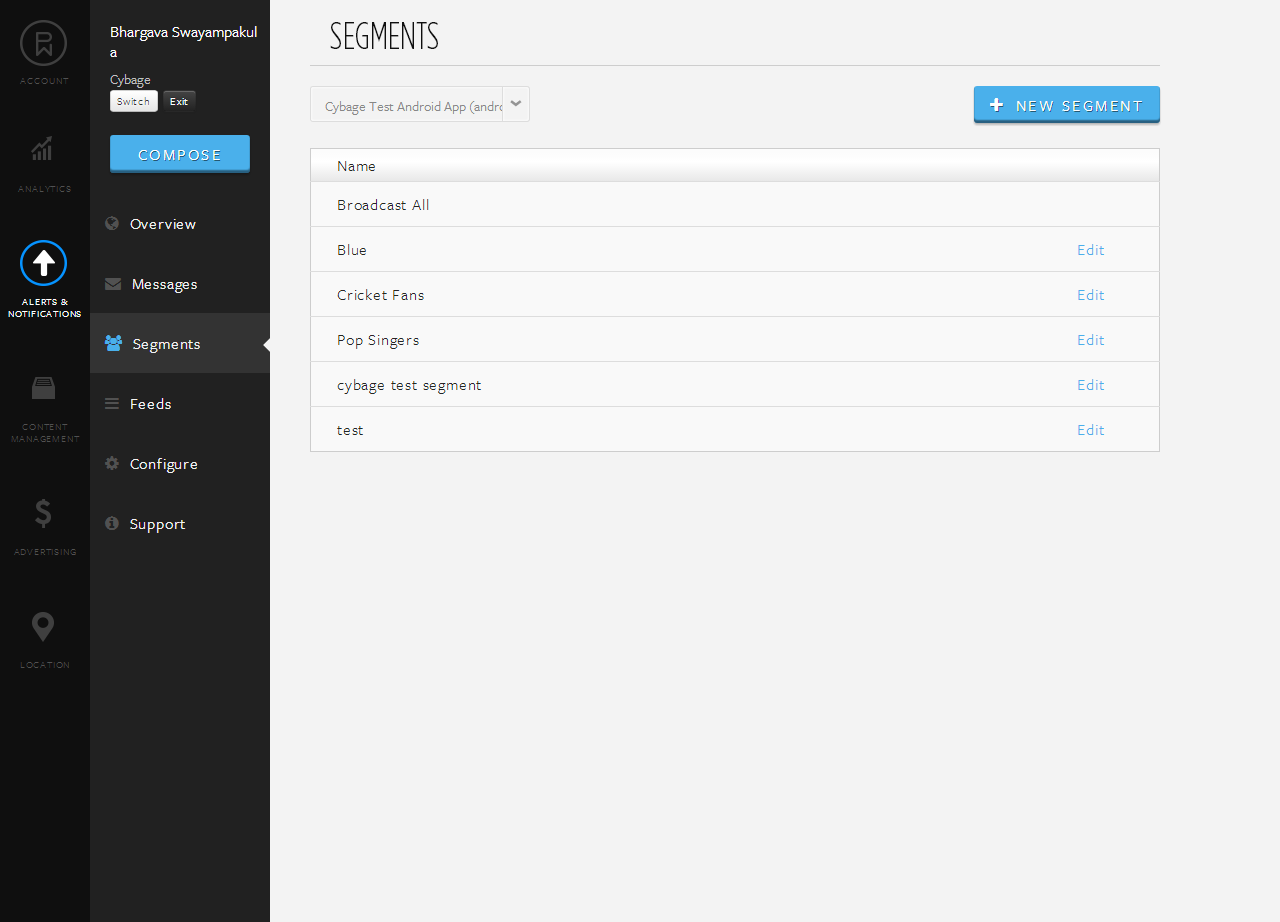 ACCOUNT
ANALYTICS
ALERTS &
NOTIFICATIONS
CONTENT
MANAGEMENT
ADVERTISING
LOCATION
Bhargava Swayampakul
a
Cybage
Switch Exit
COMPOSE
Overview
Messages
Segments
Feeds
Configure
Support
SEGMENTS
Cybage Test Android App (andro
NEW SEGMENT
Name
Broadcast All
Blue Edit
Cricket Fans Edit
Pop Singers Edit
cybage test segment Edit
test Edit